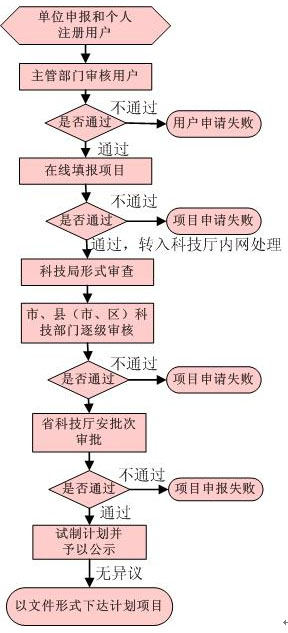 单位申报和个人
注册用户
主管部门审核用户
不通过
是否通过
用户申请失败
通过
在线填报项目
不通过
是否通过
项目申请失败
通过，转入科技厅内网处理
科技局形式审查
市、县（市、区）科
技部门逐级审核
不通过
是否通过
项目申请失败
省科技厅安批次
审批
不通过
是否通过
项目申报失败
通过
试制计划并
予以公示
无异议
以文件形式下达计划项目